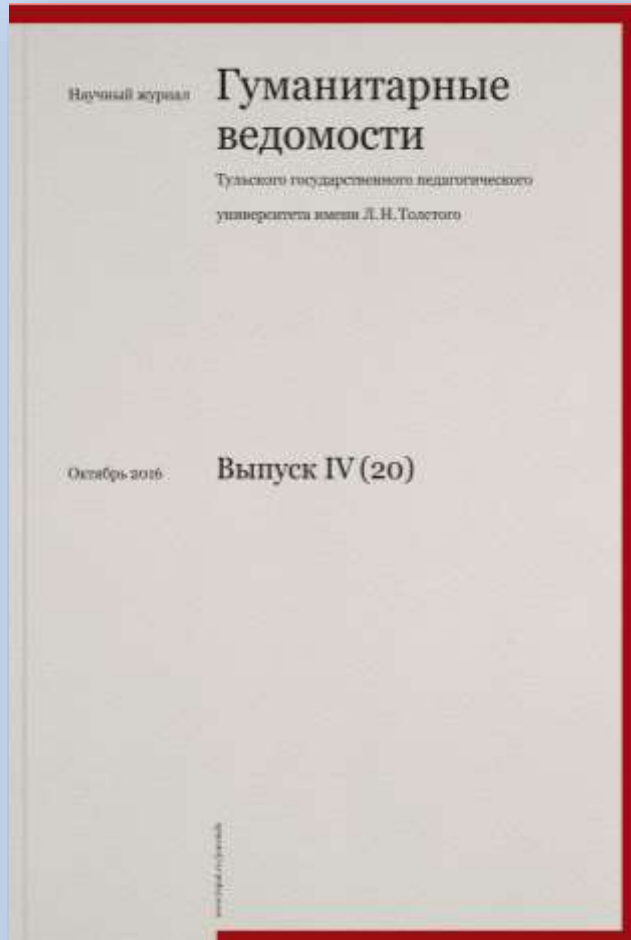 Научный журнал
Гуманитарные
ведомости
Тульского государственного педагогического
университета имени Л. Н. Толстого
Октябрь 2016
Выпуск IV (20)